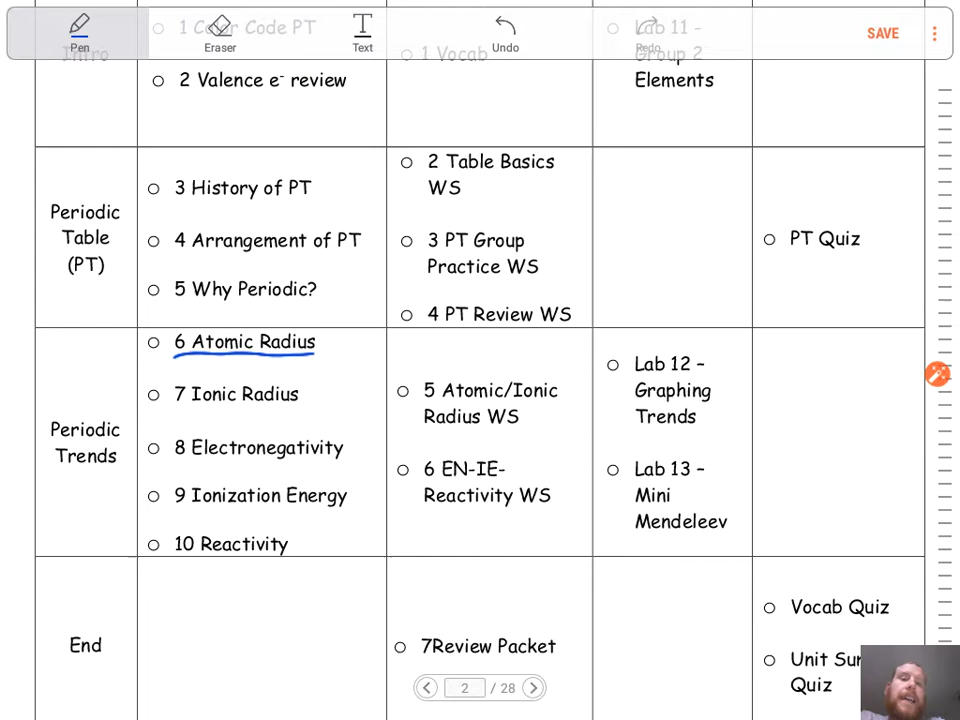 Pen
Eraser
Text
Undo
Redo
SAVE
Intro
1 Color Code PT
1 Vocab
Lab 11 -
Group 2
Elements
2 Valence e⁻ review
Periodic
Table
(PT)
3 History of PT
4 Arrangement of PT
5 Why Periodic?
2 Table Basics
WS
3 PT Group
Practice WS
4 PT Review WS
PT Quiz
Periodic
Trends
6 Atomic Radius
7 Ionic Radius
8 Electronegativity
9 Ionization Energy
10 Reactivity
5 Atomic/Ionic
Radius WS
6 EN-IE-
Reactivity WS
Lab 12 –
Graphing
Trends
Lab 13 –
Mini
Mendeleev
End
7Review Packet
Vocab Quiz
Unit
Quiz
2 / 28